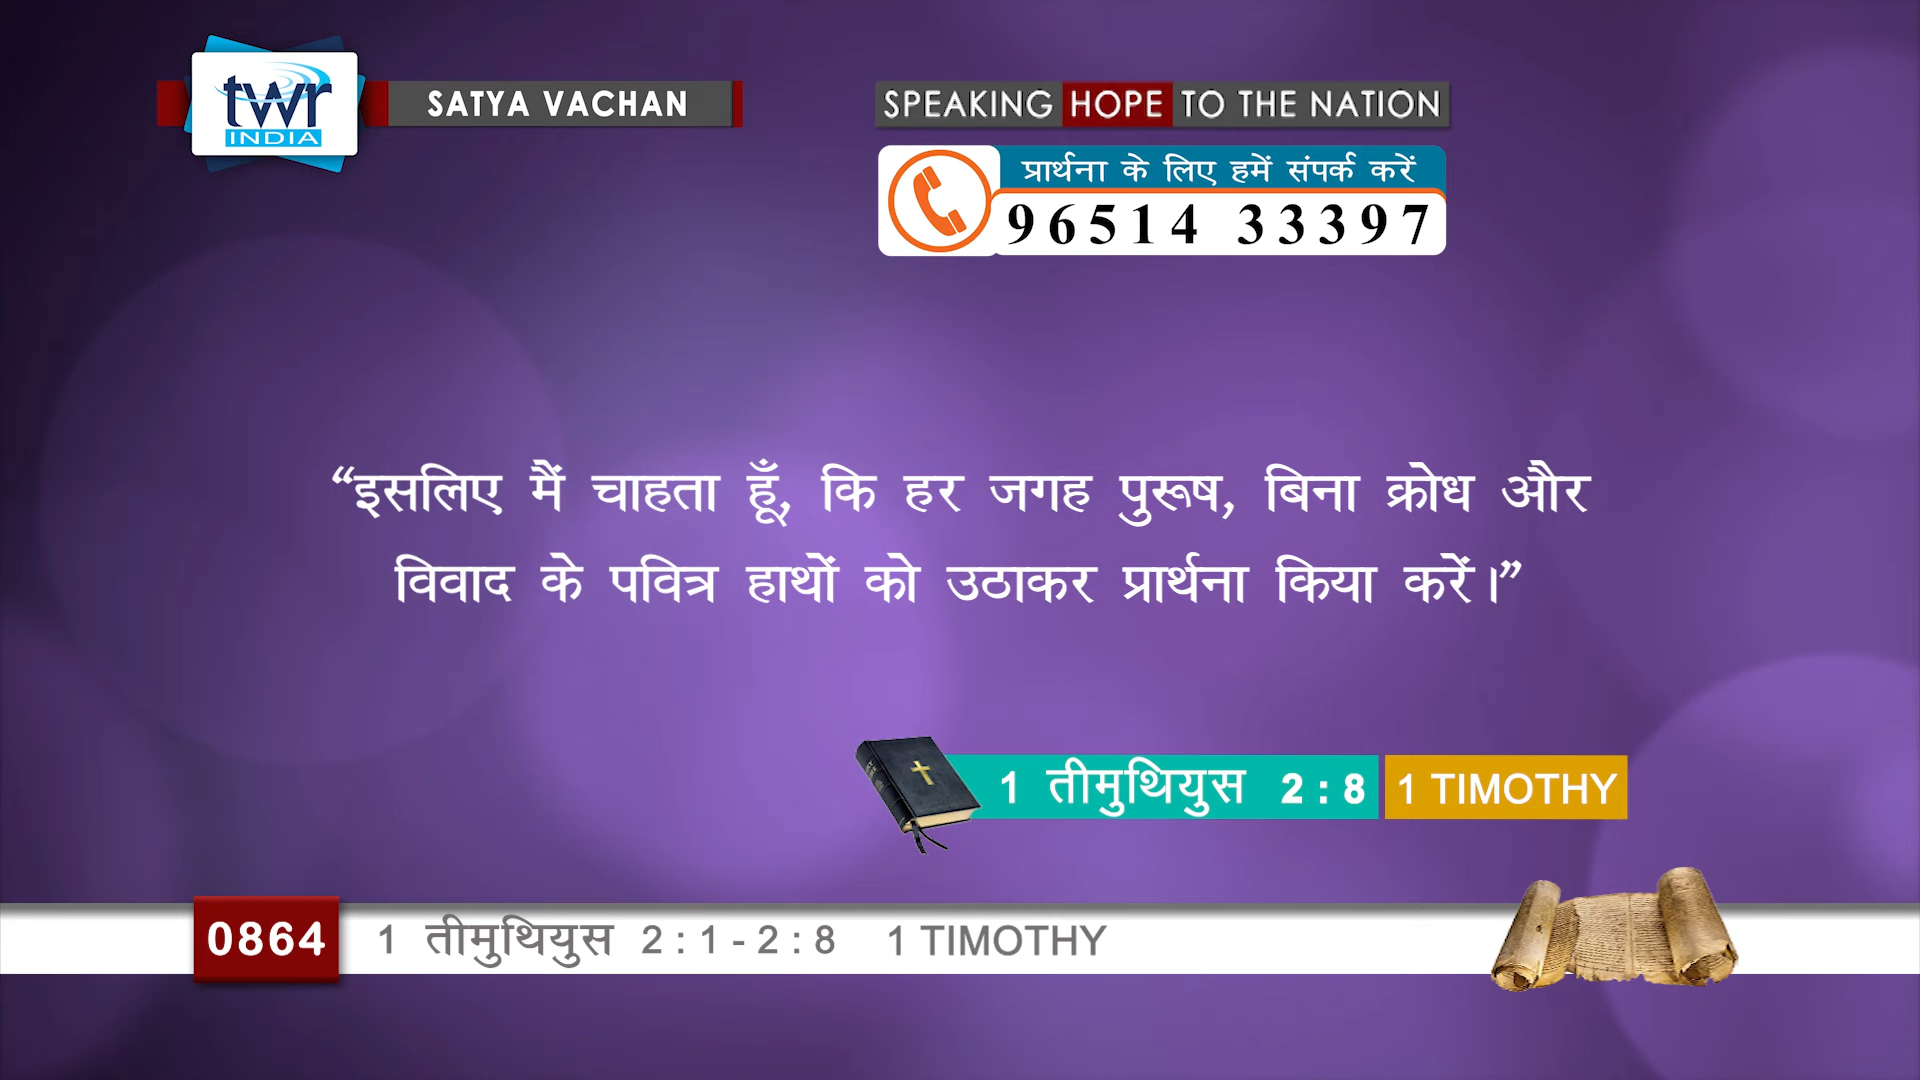 twr
INDIA
SATYA VACHAN
SPEAKING HOPE TO THE NATION
प्रार्थना के लिए हमें संपर्क करें
96514 33397
“इसलिए मैं चाहता हूँ, कि हर जगह पुरूष, बिना क्रोध और
विवाद के पवित्र हाथों को उठाकर प्रार्थना किया करें।”
1 तीमुथियुस 2 : 8 1 TIMOTHY
0864 1 तीमुथियुस 2 : 1 - 2 : 8 1 TIMOTHY